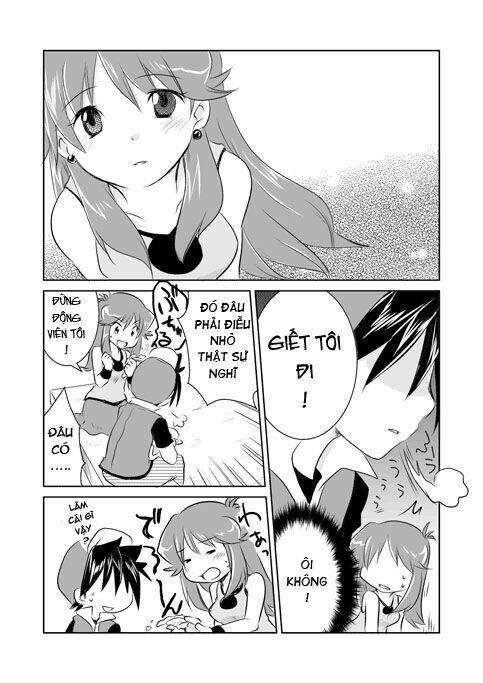 GIẾT TÔI
ĐI
!
ÔI
KHÔNG!
ĐÓ ĐÂU
PHẢI ĐIỀU
NHỎ
THẬT SỰ
NGHĨ
ĐỪNG
ĐỘNG
VIÊN TÔI
!
ĐÂU
CÓ
.....
LÀM
CÁI GÌ
VẬY?